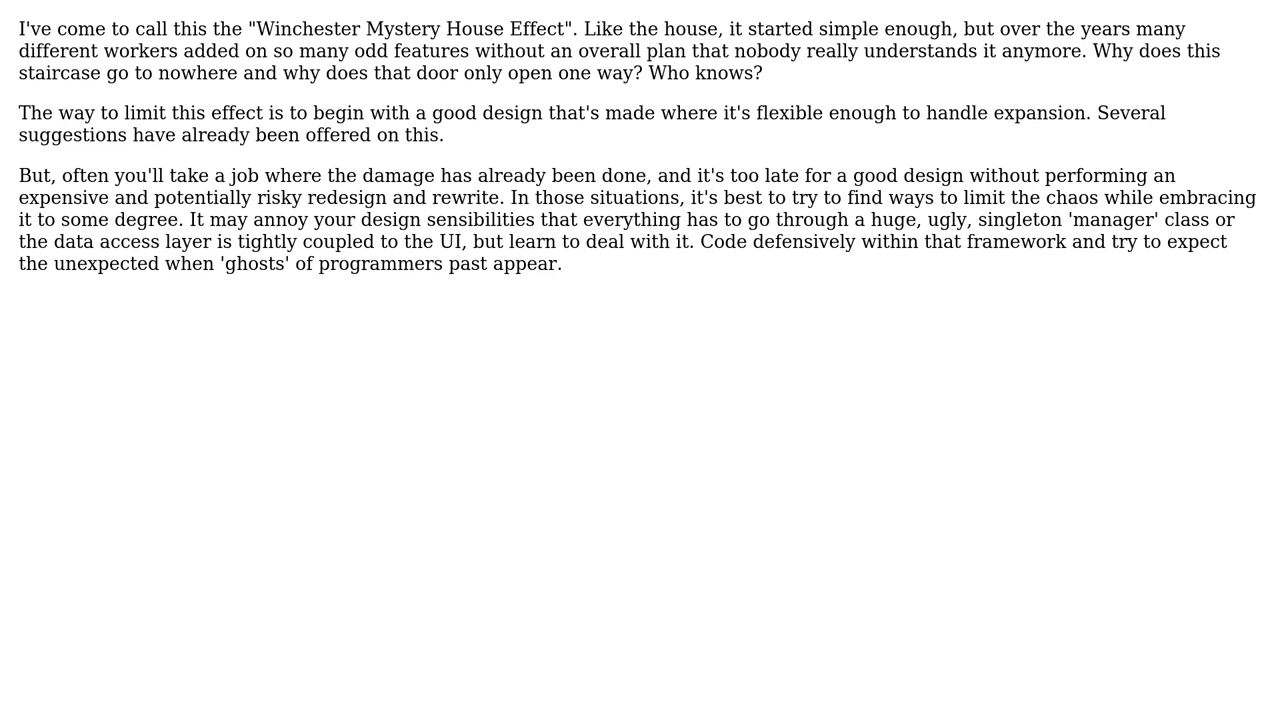 I've come to call this the "Winchester Mystery House Effect". Like the house, it started simple enough, but over the years many
different workers added on so many odd features without an overall plan that nobody really understands it anymore. Why does this
staircase go to nowhere and why does that door only open one way? Who knows?
The way to limit this effect is to begin with a good design that's made where it's flexible enough to handle expansion. Several
suggestions have already been offered on this.
But, often you'll take a job where the damage has already been done, and it's too late for a good design without performing an
expensive and potentially risky redesign and rewrite. In those situations, it's best to try to find ways to limit the chaos while embracing
it to some degree. It may annoy your design sensibilities that everything has to go through a huge, ugly, singleton 'manager' class or
the data access layer is tightly coupled to the UI, but learn to deal with it. Code defensively within that framework and try to expect
the unexpected when 'ghosts' of programmers past appear.